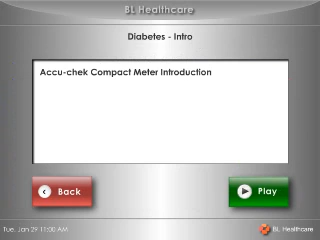 BL Healthcare
Diabetes - Intro
Accu-chek Compact Meter Introduction
Back
Play
Tue, Jan 29 11:00 AM
BL Healthcare